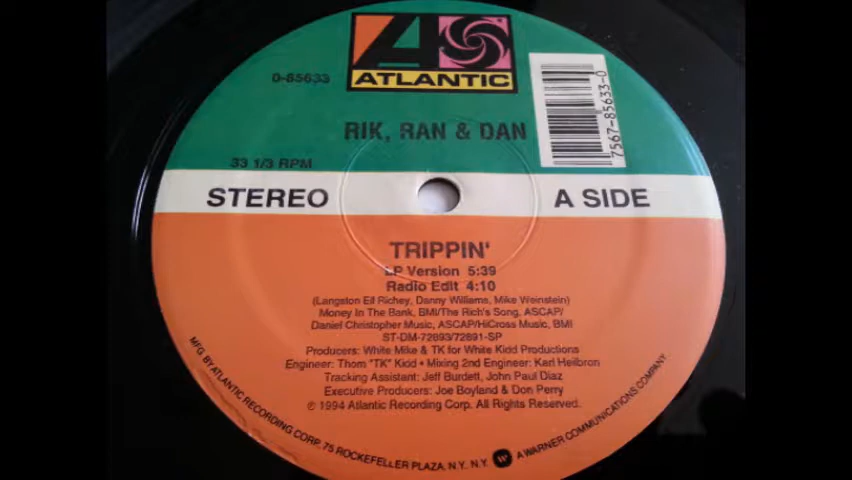 ATLANTIC
0-85633
RIK, RAN & DAN
7567-85633-0
33 1/3 RPM
STEREO
A SIDE
TRIPPIN'
LP Version 5:39
Radio Edit 4:10
(Langston Ell Richey, Danny Williams, Mike Weinstein)
Money In The Bank, BMI/The Rich's Song, ASCAP/
Daniel Christopher Music, ASCAP/HiCross Music, BMI
ST-DM-72893/72891-SP
Producers: White Mike & TK for White Kidd Productions
Engineer: Thom "TK" Kidd • Mixing 2nd Engineer: Karl Heilbron
Tracking Assistant: Jeff Burdett, John Paul Diaz
Executive Producers: Joe Boyland & Don Perry
℗ 1994 Atlantic Recording Corp. All Rights Reserved.
MFG. BY ATLANTIC RECORDING CORP. 75 ROCKEFELLER PLAZA, N.Y. N.Y. A WARNER COMMUNICATIONS COMPANY